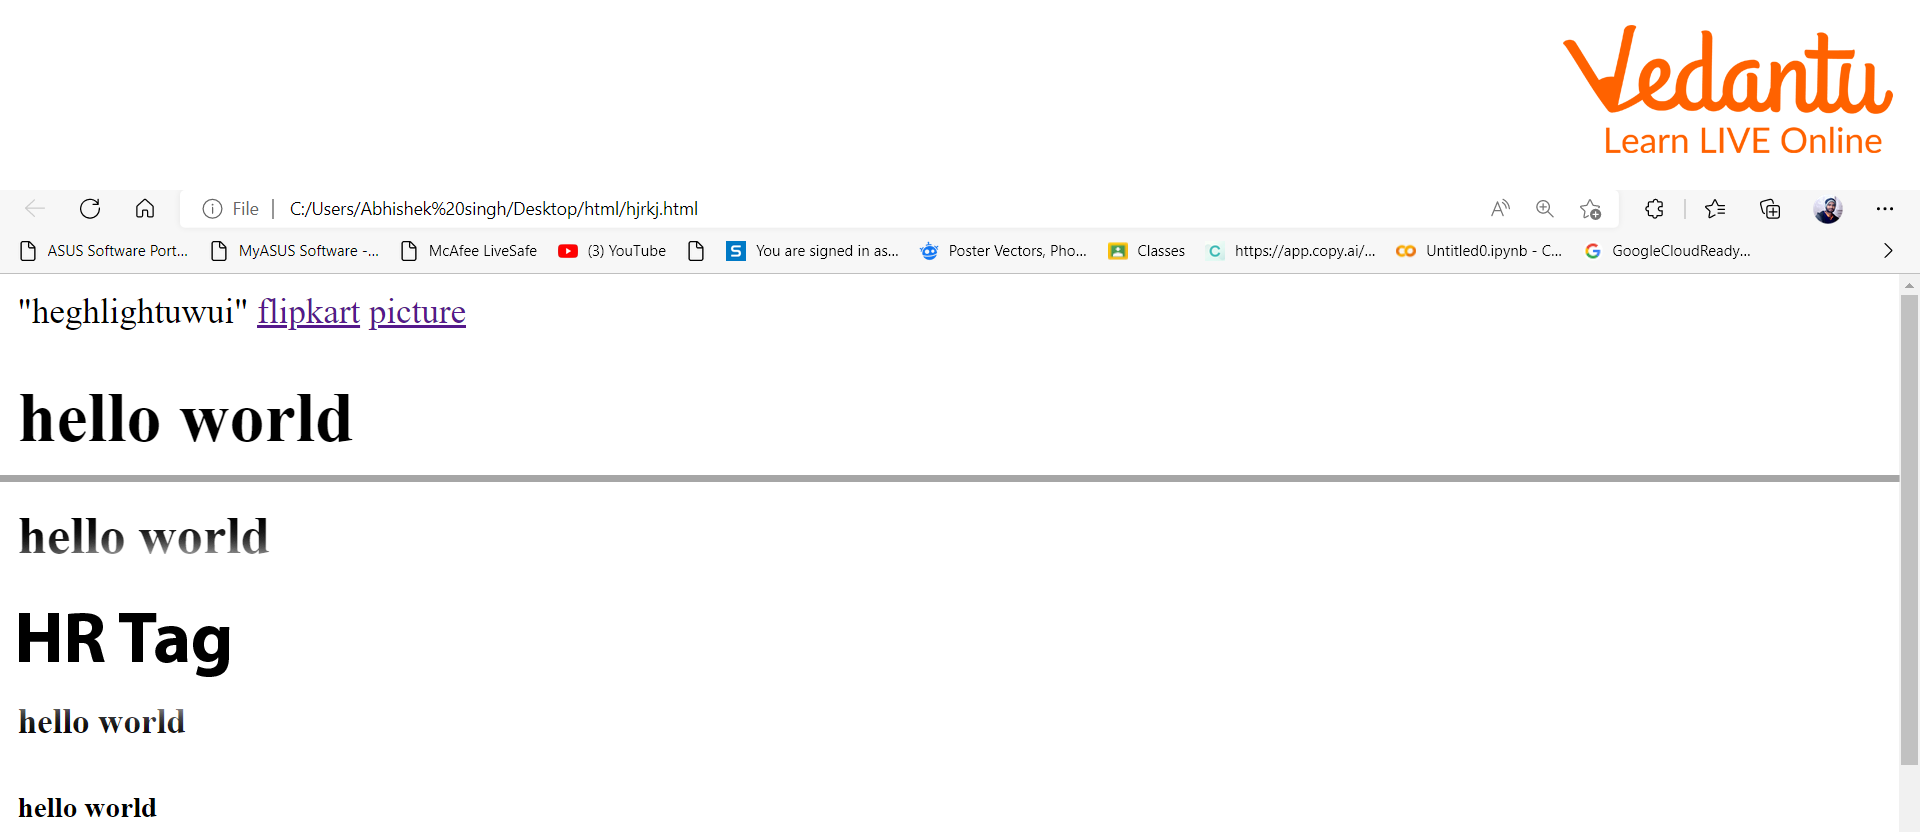 Vedantu
Learn LIVE Online
File | C:/Users/Abhishek%20singh/Desktop/html/hjrkj.html
ASUS Software Port... MyASUS Software -... McAfee LiveSafe (3) YouTube S You are signed in as... Poster Vectors, Pho... Classes C https://app.copy.ai/... Untitled0.ipynb - C... GoogleCloudReady...
"heghlightuwui" flipkart picture
hello world
hello world
HR Tag
hello world
hello world